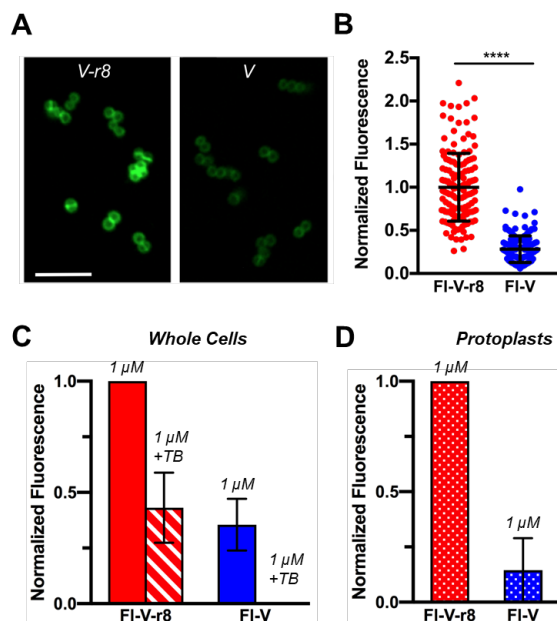 A
V-r8
V
B
****
Normalized Fluorescence
2.5
2.0
1.5
1.0
0.5
0.0
Fl-V-r8
Fl-V
C
Whole Cells
Normalized Fluorescence
1.0
0.5
0.0
1 µM
1 µM
+TB
1 µM
1 µM
+TB
Fl-V-r8
Fl-V
D
Protoplasts
Normalized Fluorescence
1.0
0.5
0.0
1 µM
1 µM
Fl-V-r8
Fl-V